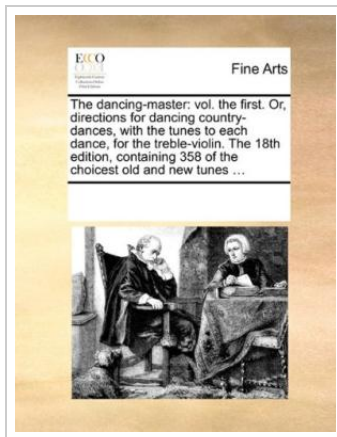 ECCO
Fine Arts
The dancing-master: vol. the first. Or,
directions for dancing country-
dances, with the tunes to each
dance, for the treble-violin. The 18th
edition, containing 358 of the
choicest old and new tunes ...